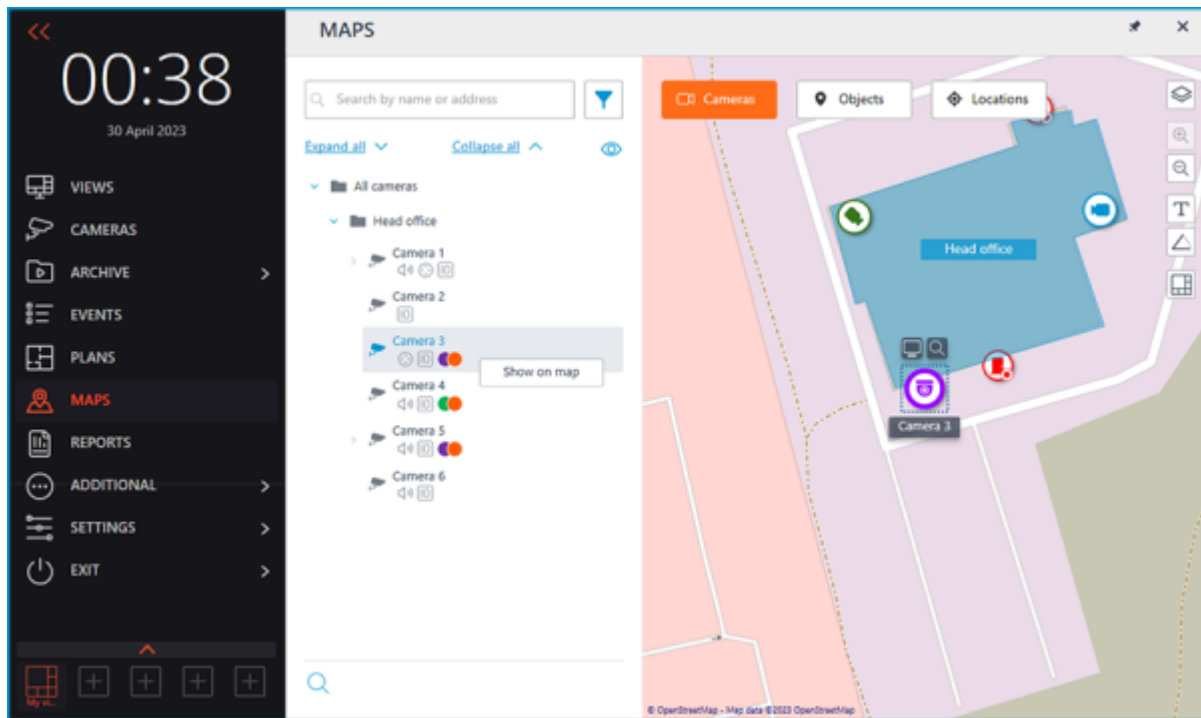 MAPS
00:38
30 April 2023
VIEWS
CAMERAS
ARCHIVE
EVENTS
PLANS
MAPS
REPORTS
ADDITIONAL
SETTINGS
EXIT
My vi...
Search by name or address
Expand all
Collapse all
All cameras
Head office
Camera 1
Camera 2
Camera 3
Show on map
Camera 4
Camera 5
Camera 6
Cameras
Objects
Locations
T
Head office
Camera 3
© OpenStreetMap - Map data ©2023 OpenStreetMap